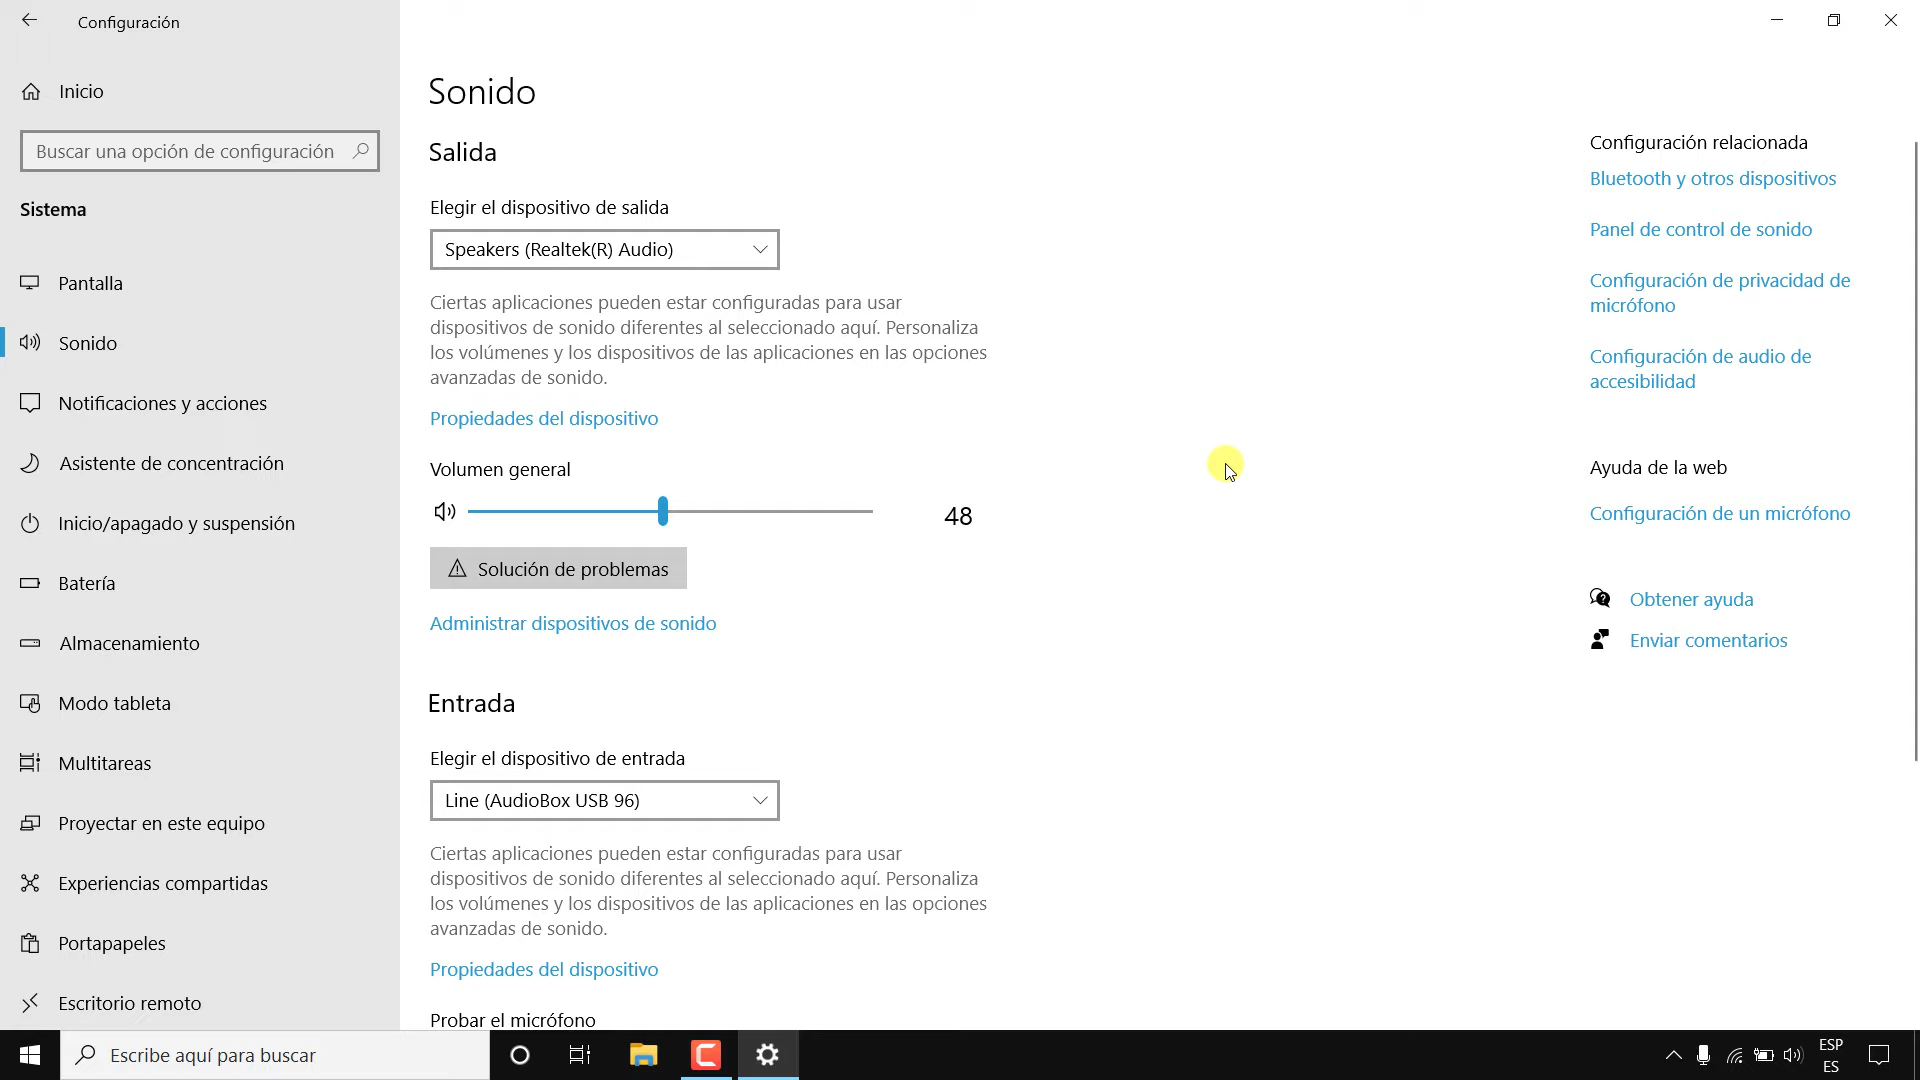 Configuración
Inicio
Buscar una opción de configuración
Sistema
Pantalla
Sonido
Notificaciones y acciones
Asistente de concentración
Inicio/apagado y suspensión
Batería
Almacenamiento
Modo tableta
Multitareas
Proyectar en este equipo
Experiencias compartidas
Portapapeles
Escritorio remoto
Sonido
Salida
Elegir el dispositivo de salida
Speakers (Realtek(R) Audio)
Ciertas aplicaciones pueden estar configuradas para usar
dispositivos de sonido diferentes al seleccionado aquí. Personaliza
los volúmenes y los dispositivos de las aplicaciones en las opciones
avanzadas de sonido.
Propiedades del dispositivo
Volumen general
48
Solución de problemas
Administrar dispositivos de sonido
Entrada
Elegir el dispositivo de entrada
Line (AudioBox USB 96)
Ciertas aplicaciones pueden estar configuradas para usar
dispositivos de sonido diferentes al seleccionado aquí. Personaliza
los volúmenes y los dispositivos de las aplicaciones en las opciones
avanzadas de sonido.
Propiedades del dispositivo
Probar el micrófono
Configuración relacionada
Bluetooth y otros dispositivos
Panel de control de sonido
Configuración de privacidad de
micrófono
Configuración de audio de
accesibilidad
Ayuda de la web
Configuración de un micrófono
Obtener ayuda
Enviar comentarios
Escribe aquí para buscar
ESP
ES